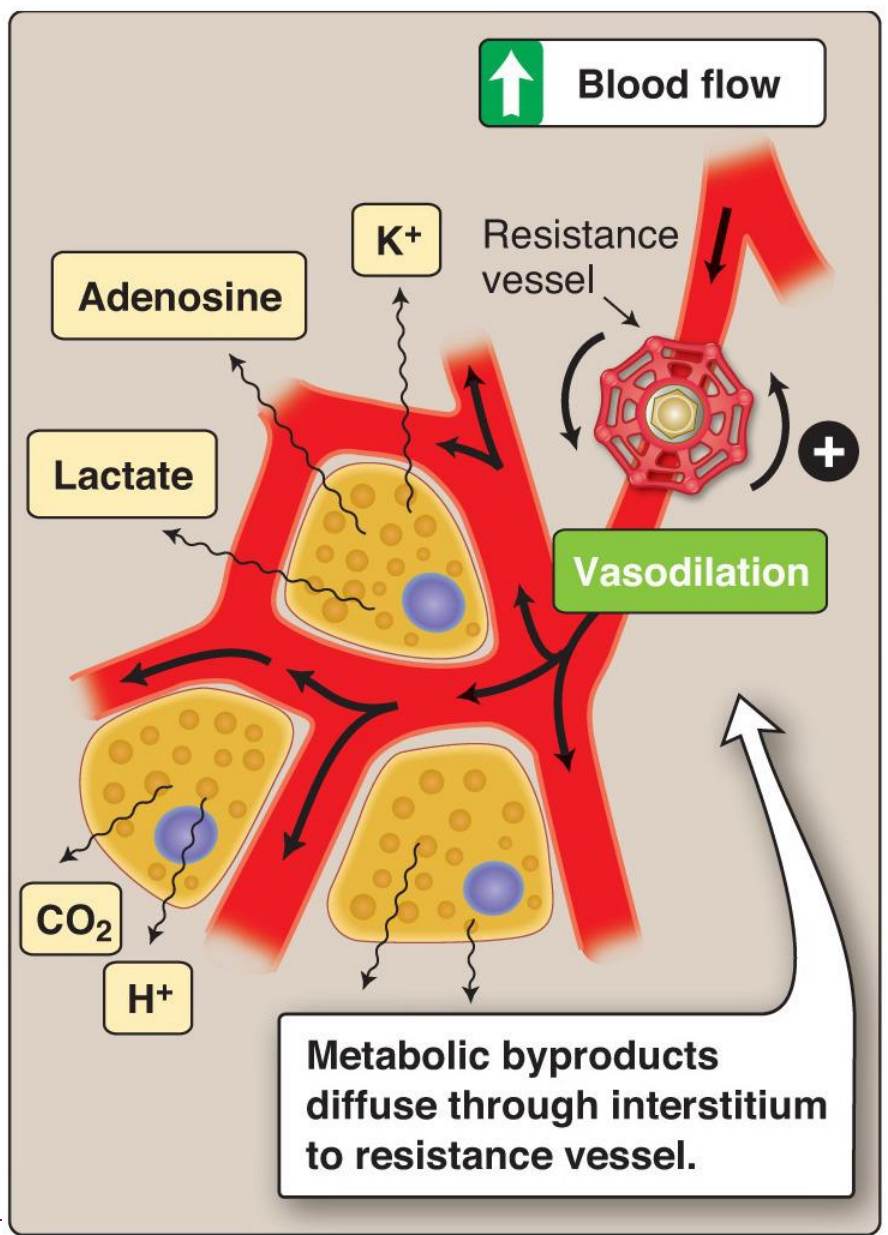 Blood flow
Resistance
vessel
K⁺
Adenosine
Lactate
+
Vasodilation
CO₂
H⁺
Metabolic byproducts
diffuse through interstitium
to resistance vessel.